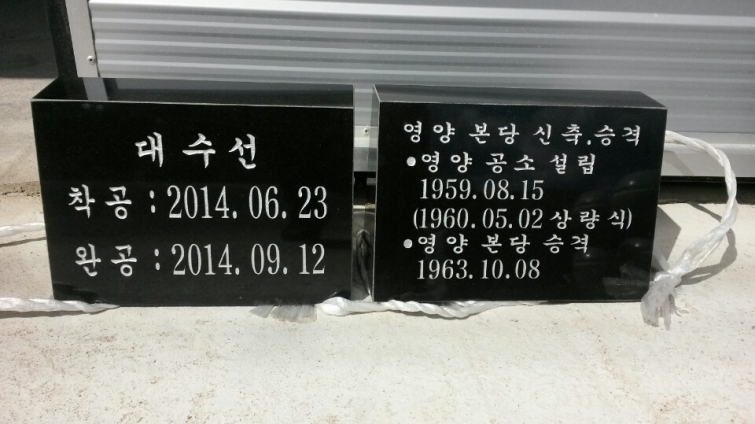 대수선
착공 : 2014. 06. 23
완공 : 2014. 09. 12
영양 본당 신축.승격
●영양 공소 설립
1959.08.15
(1960.05.02 상량식)
●영양 본당 승격
1963.10.08